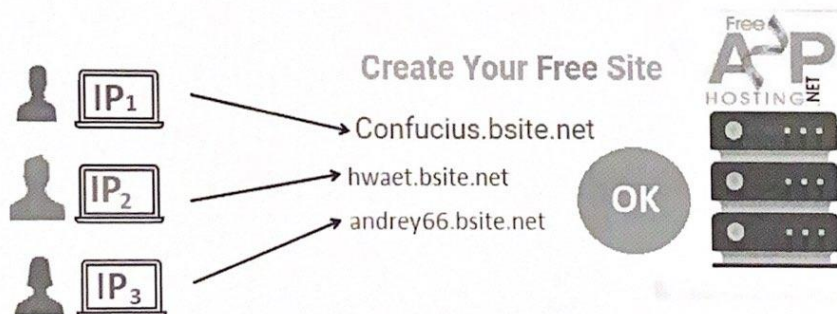 Create Your Free Site
Free
ASP
HOSTING.NET
IP₁
Confucius.bsite.net
IP₂
hwaet.bsite.net
OK
andrey66.bsite.net
IP₃